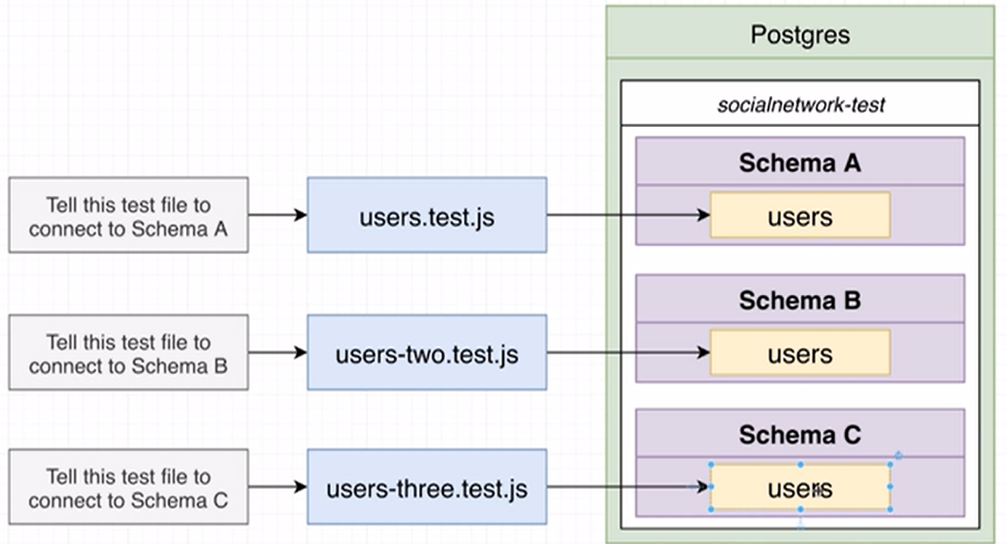 Postgres
socialnetwork-test
Schema A
Tell this test file to
connect to Schema A
users.test.js
users
Schema B
Tell this test file to
connect to Schema B
users-two.test.js
users
Schema C
Tell this test file to
connect to Schema C
users-three.test.js
users